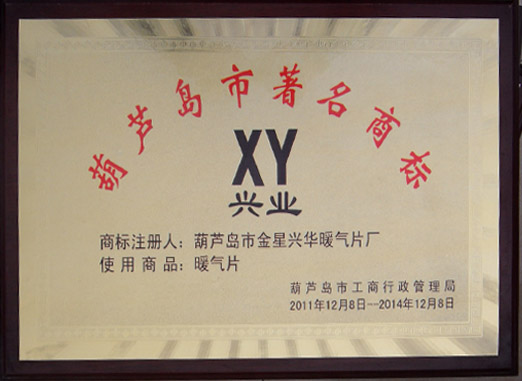 葫芦岛市著名商标
XY
兴业
商标注册人：葫芦岛市金星兴华暖气片厂
使用商品：暖气片
葫芦岛市工商行政管理局
2011年12月8日--2014年12月8日